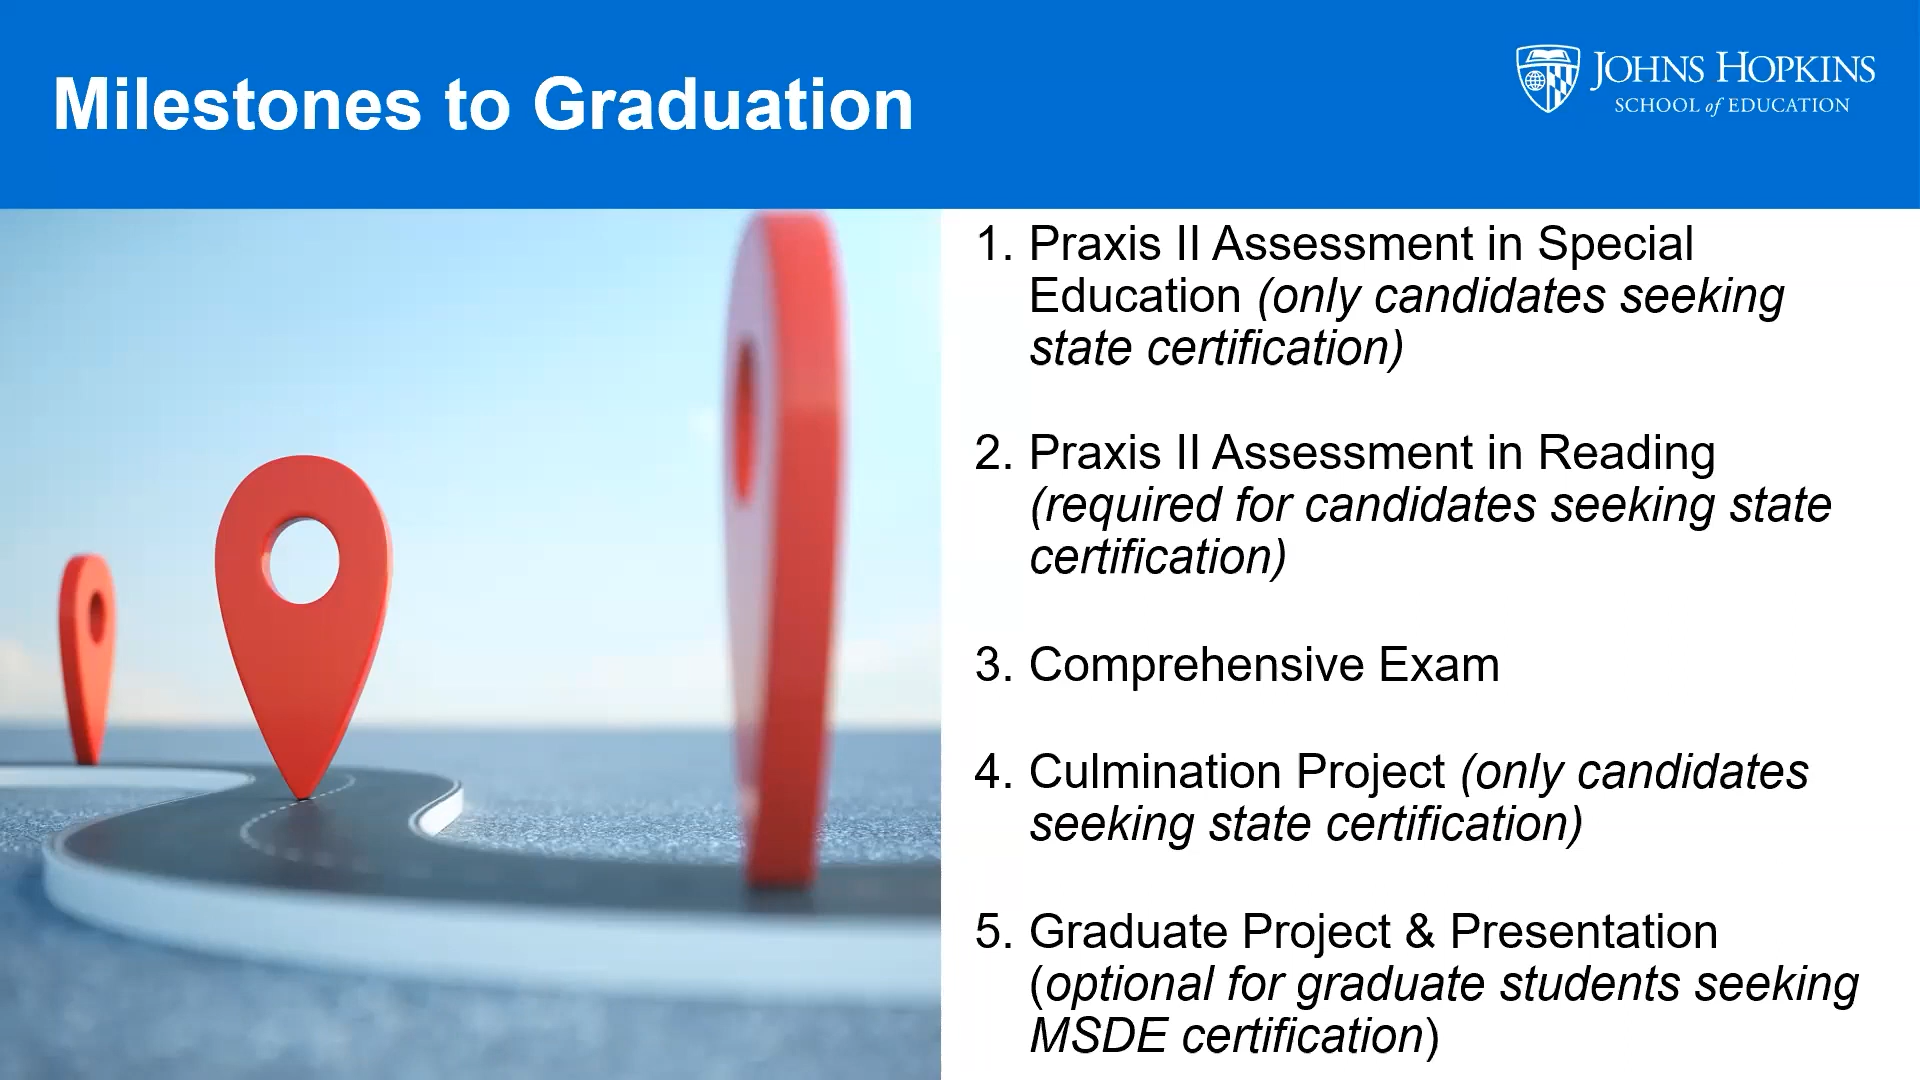 Milestones to Graduation
JOHNS HOPKINS
SCHOOL of EDUCATION
1. Praxis II Assessment in Special
Education (only candidates seeking
state certification)
2. Praxis II Assessment in Reading
(required for candidates seeking state
certification)
3. Comprehensive Exam
4. Culmination Project (only candidates
seeking state certification)
5. Graduate Project & Presentation
(optional for graduate students seeking
MSDE certification)